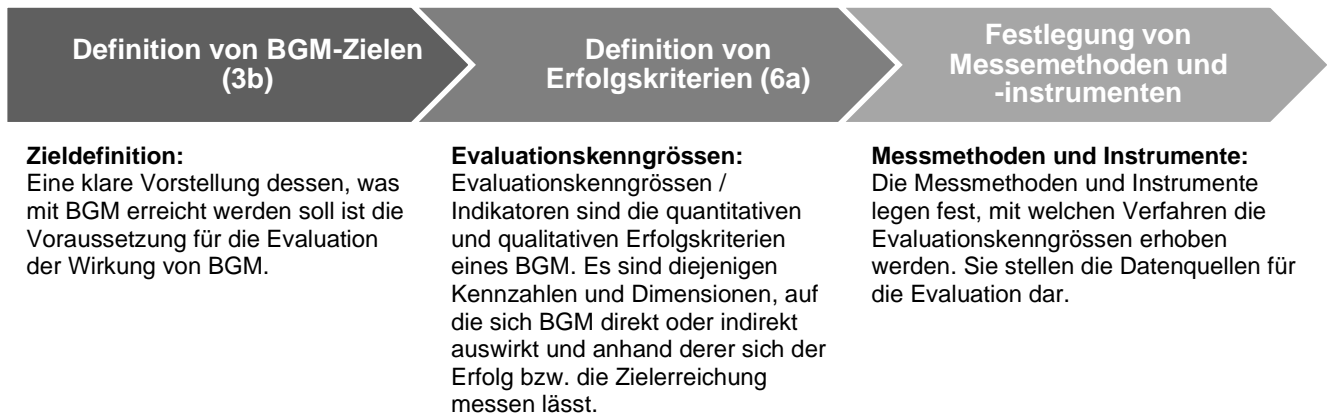 Definition von BGM-Zielen
(3b)
Definition von
Erfolgskriterien (6a)
Festlegung von
Messemethoden und
-instrumenten
Zieldefinition:
Eine klare Vorstellung dessen, was
mit BGM erreicht werden soll ist die
Voraussetzung für die Evaluation
der Wirkung von BGM.
Evaluationskenngrössen:
Evaluationskenngrössen /
Indikatoren sind die quantitativen
und qualitativen Erfolgskriterien
eines BGM. Es sind diejenigen
Kennzahlen und Dimensionen, auf
die sich BGM direkt oder indirekt
auswirkt und anhand derer sich der
Erfolg bzw. die Zielerreichung
messen lässt.
Messmethoden und Instrumente:
Die Messmethoden und Instrumente
legen fest, mit welchen Verfahren die
Evaluationskenngrössen erhoben
werden. Sie stellen die Datenquellen für
die Evaluation dar.